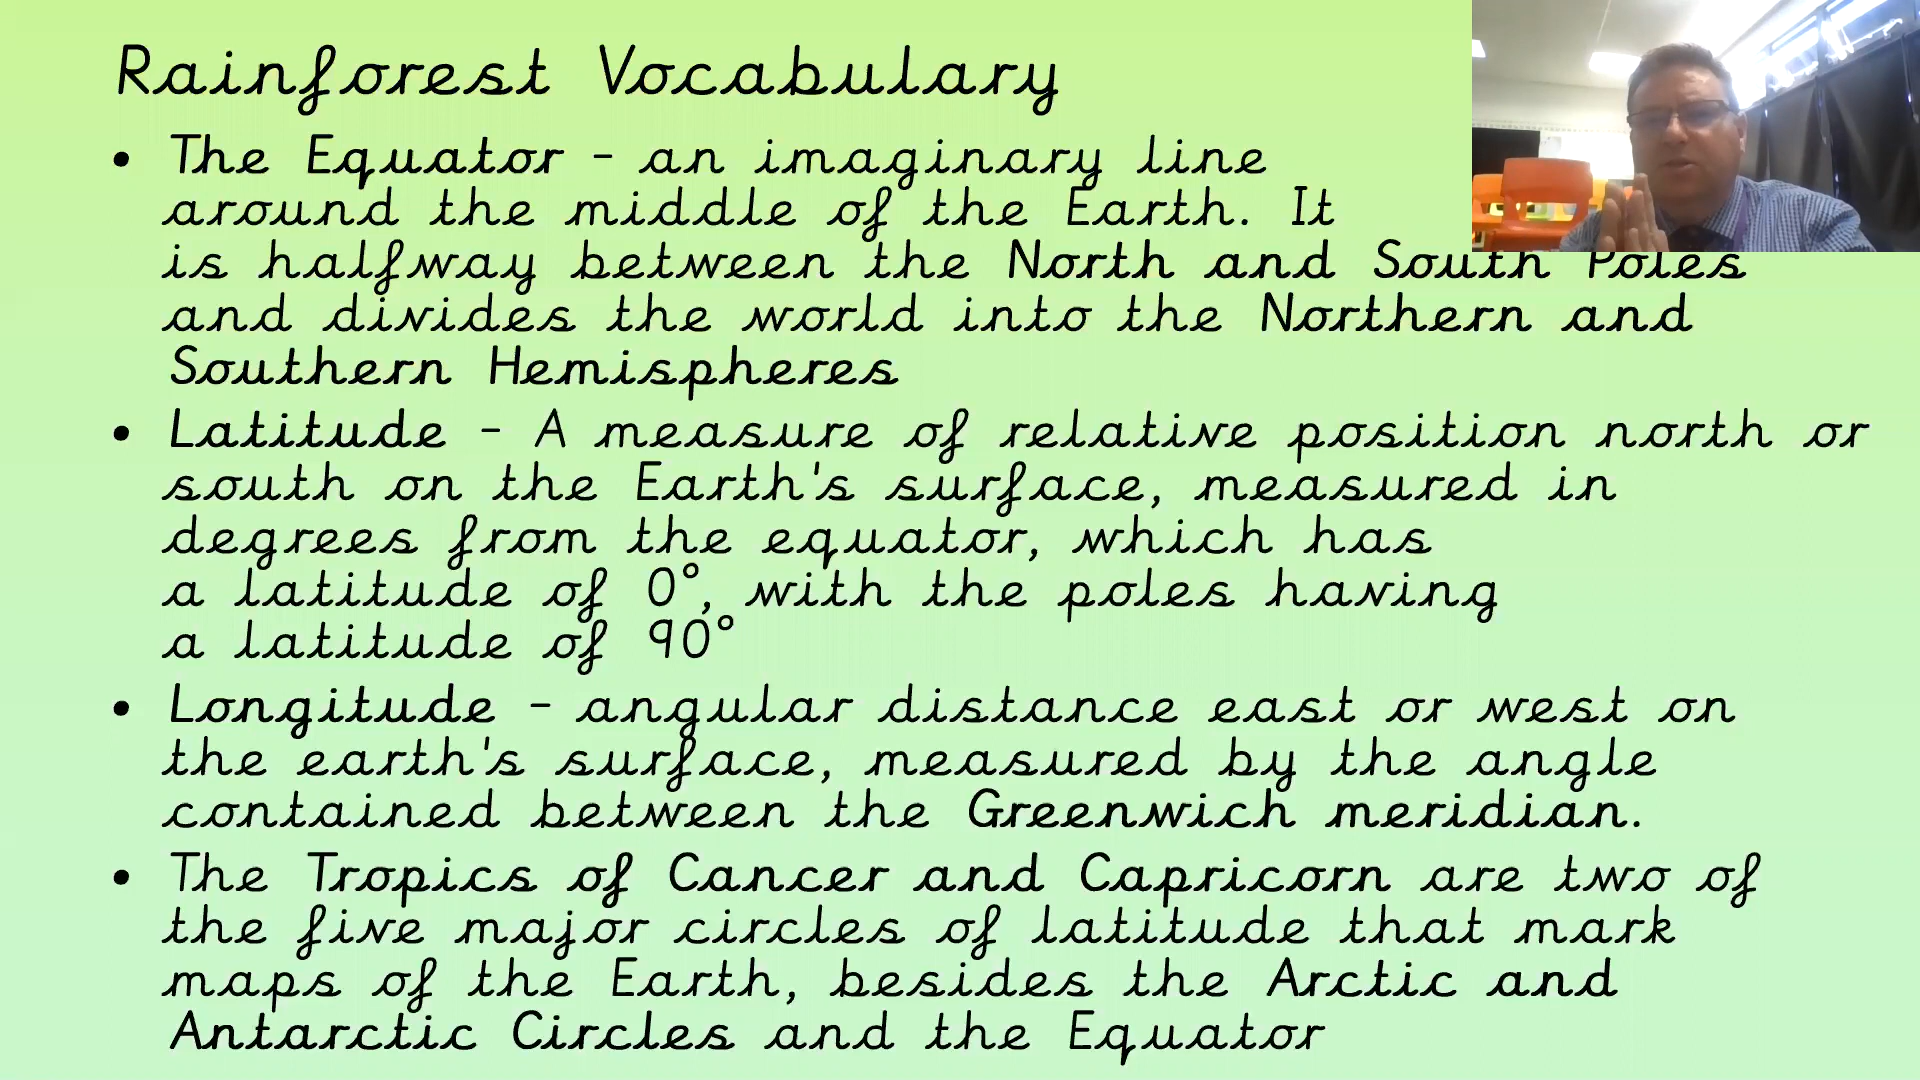 Rainforest Vocabulary
• The Equator - an imaginary line
around the middle of the Earth. It
is halfway between the North and South Poles
and divides the world into the Northern and
Southern Hemispheres
• Latitude - A measure of relative position north or
south on the Earth's surface, measured in
degrees from the equator, which has
a latitude of 0°, with the poles having
a latitude of 90°
• Longitude - angular distance east or west on
the earth's surface, measured by the angle
contained between the Greenwich meridian.
• The Tropics of Cancer and Capricorn are two of
the five major circles of latitude that mark
maps of the Earth, besides the Arctic and
Antarctic Circles and the Equator